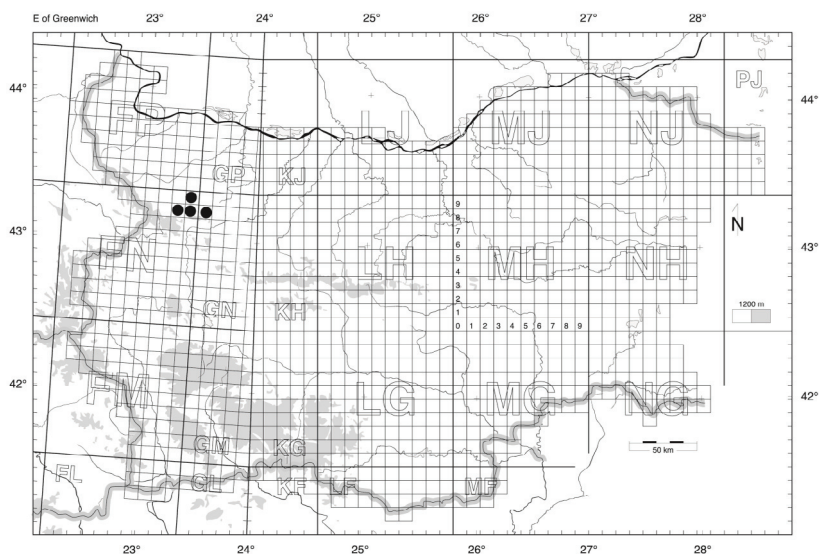 E of Greenwich
23° 24° 25° 26° 27° 28°
PJ
44° 44°
FP LJ MJ NJ
GP KJ
9
8
N
7
43° 43°
6
FN LH MH NH
5
4
3
2
1200 m
GN KH
1
0 1 2 3 4 5 6 7 8 9
42° 42°
FM LG MG NG
GM KG
50 km
FL GL KF LF MF
23° 24° 25° 26° 27° 28°